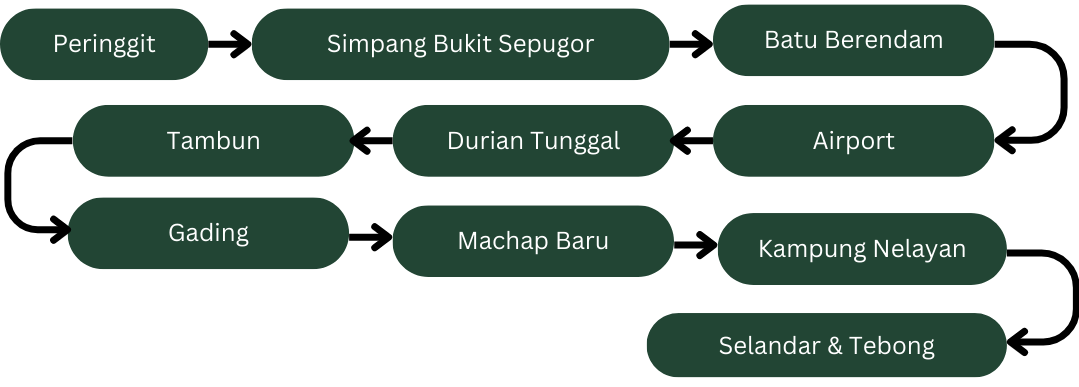 Peringgit
Simpang Bukit Sepugor
Batu Berendam
Airport
Durian Tunggal
Tambun
Gading
Machap Baru
Kampung Nelayan
Selandar & Tebong